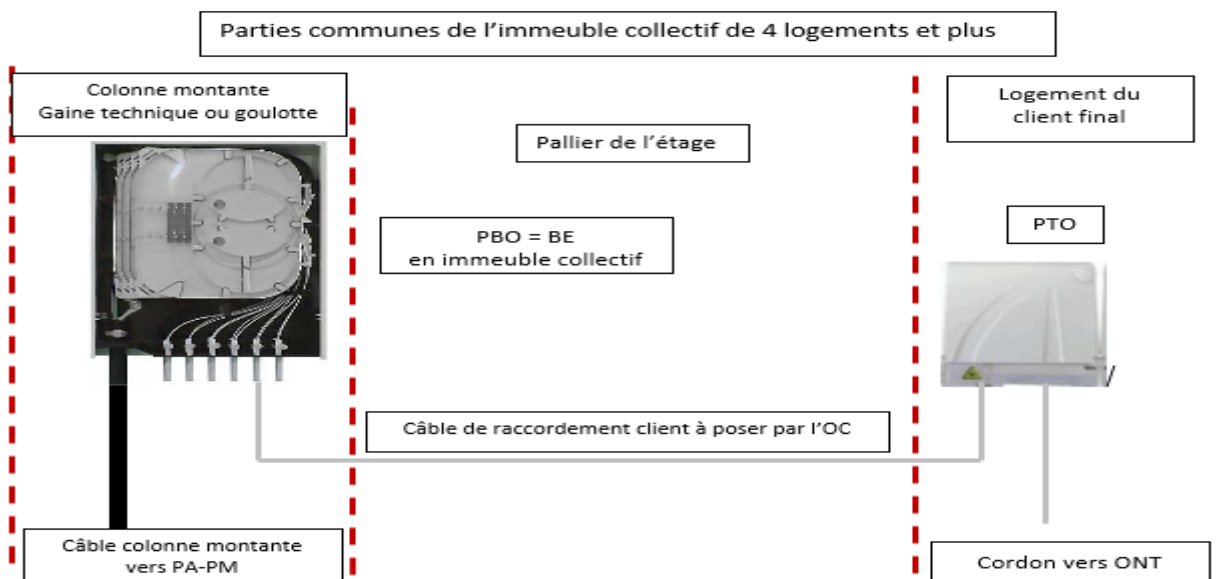 Parties communes de l'immeuble collectif de 4 logements et plus
Colonne montante
Gaine technique ou goulotte
Pallier de l'étage
Logement du
client final
PBO = BE
en immeuble collectif
PTO
Câble de raccordement client à poser par l'OC
Câble colonne montante
vers PA-PM
Cordon vers ONT